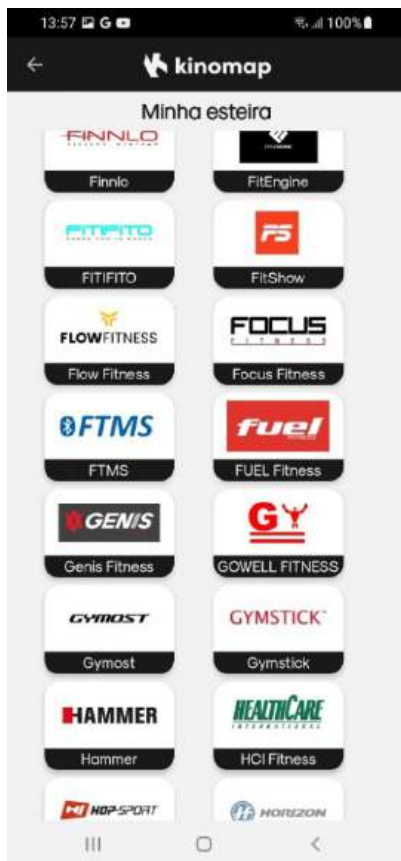 13:57 G 100%
kinomap
Minha esteira
FINNLO
Finnlo
FitEngine
FITIFITO
FITIFITO
FS
FitShow
FLOWFITNESS
Flow Fitness
FOCUS
FITNESS
Focus Fitness
FTMS
FTMS
fuel
FUEL Fitness
GENIS
Genis Fitness
GY
GOWELL FITNESS
GYMOST
Gymost
GYMSTICK
Gymstick
HAMMER
Hammer
HEALTHCARE
INTERNATIONAL
HCI Fitness
HOP-SPORT
HORIZON